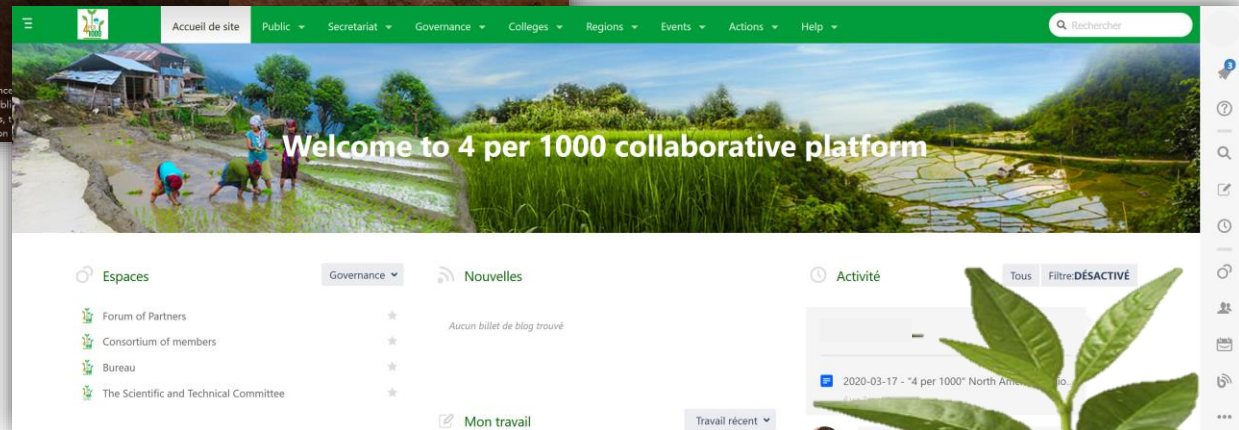 Accueil de site Public Secretariat Governance Colleges Regions Events Actions Help Rechercher
3
Welcome to 4 per 1000 collaborative platform
Espaces Governance Nouvelles Activité Tous Filtre:DÉSACTIVÉ
Forum of Partners
Aucun billet de blog trouvé
Consortium of members
Bureau
The Scientific and Technical Committee
2020-03-17 - "4 per 1000" North
Mon travail Travail récent